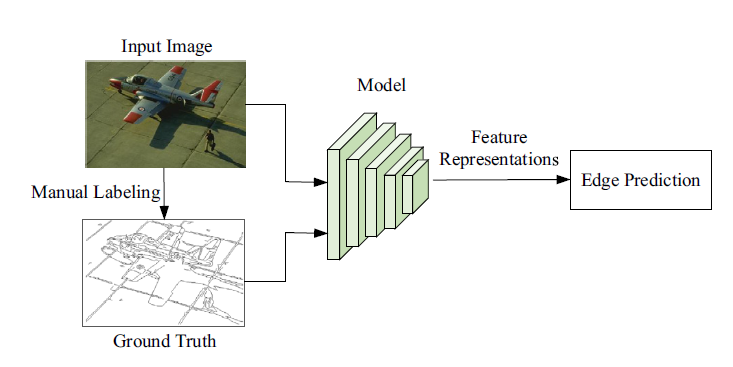 Input Image
Model
Feature
Representations
Edge Prediction
Manual Labeling
Ground Truth